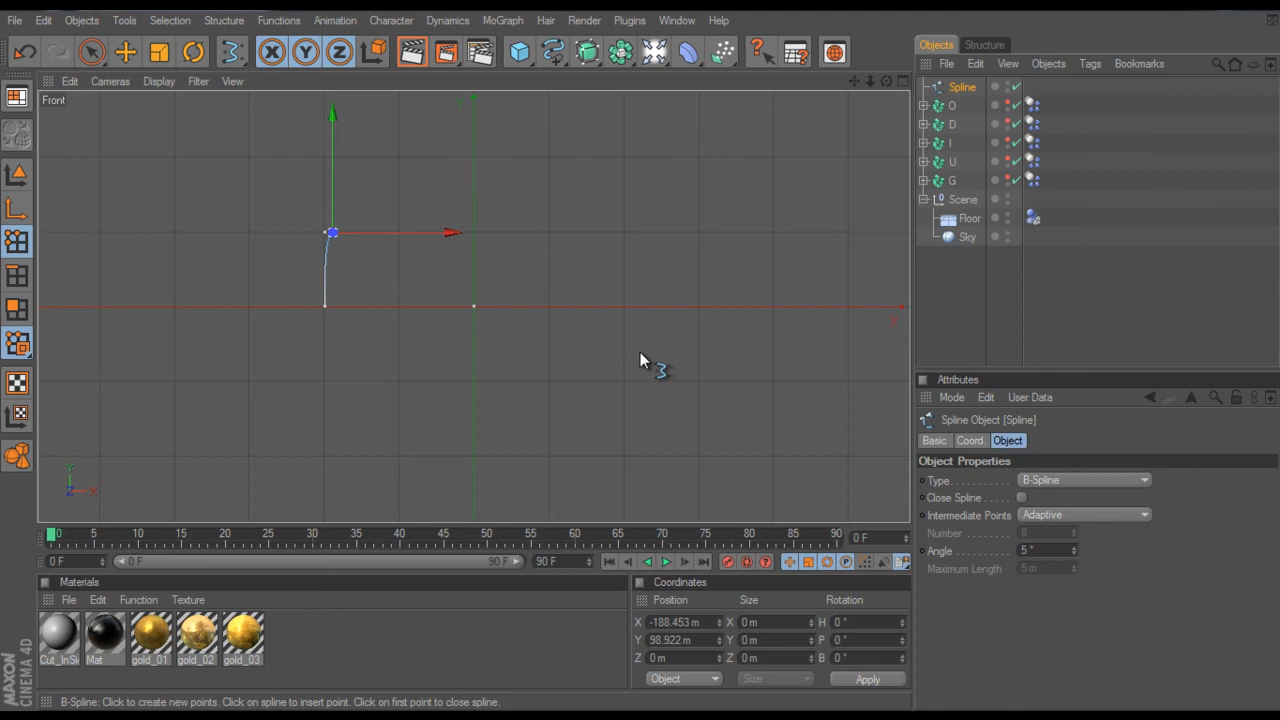 File Edit Objects Tools Selection Structure Functions Animation Character Dynamics MoGraph Hair Render Plugins Window Help
X Y Z
Objects Structure
File Edit View Objects Tags Bookmarks
Edit Cameras Display Filter View
Front
Y
X
Y
Z X
Spline
O
D
I
U
G
Scene
Floor
Sky
Attributes
Mode Edit User Data
Spline Object [Spline]
Basic Coord. Object
Object Properties
Type B-Spline
Close Spline
Intermediate Points Adaptive
Number 8
Angle 5 °
Maximum Length 5 m
0 5 10 15 20 25 30 35 40 45 50 55 60 65 70 75 80 85 90 0 F
0 F 0 F 90 F 90 F
Materials
File Edit Function Texture
Cut_InSi Mat gold_01 gold_02 gold_03
Coordinates
Position Size Rotation
X -188.453 m X 0 m H 0 °
Y 98.922 m Y 0 m P 0 °
Z 0 m Z 0 m B 0 °
Object Size Apply
MAXON CINEMA 4D
B-Spline: Click to create new points. Click on spline to insert point. Click on first point to close spline.